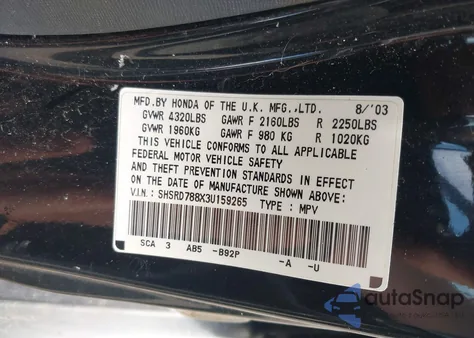 MFD.BY HONDA OF THE U.K. MFG.,LTD. 8/'03
GVWR 4320LBS GAWR F 2160LBS R 2250LBS
GVWR 1960KG GAWR F 980 KG R 1020KG
THIS VEHICLE CONFORMS TO ALL APPLICABLE
FEDERAL MOTOR VEHICLE SAFETY
AND THEFT PREVENTION STANDARDS IN EFFECT
ON THE DATE OF MANUFACTURE SHOWN ABOVE:
V.I.N.: SHSRD788X3U159265 TYPE : MPV
SCA 3 AB5 -B92P -A -U
autoSnap